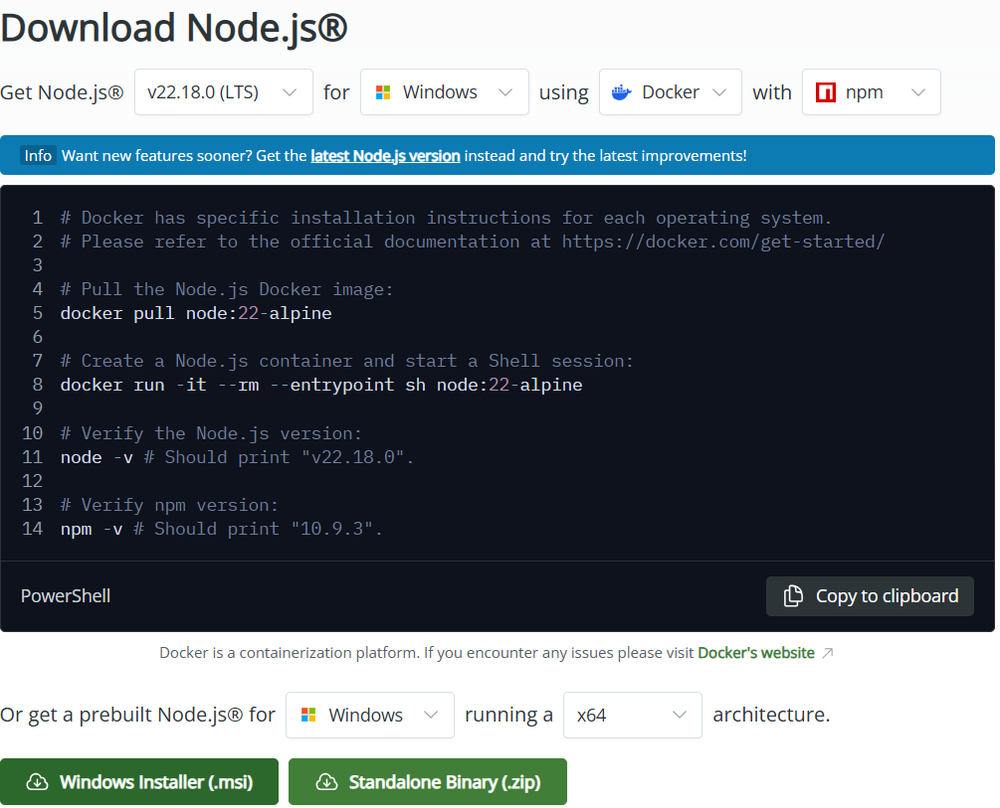 Download Node.js®
Get Node.js® v22.18.0 (LTS) for Windows using Docker with npm
Info Want new features sooner? Get the latest Node.js version instead and try the latest improvements!
1 # Docker has specific installation instructions for each operating system.
2 # Please refer to the official documentation at https://docker.com/get-started/
3
4 # Pull the Node.js Docker image:
5 docker pull node:22-alpine
6
7 # Create a Node.js container and start a Shell session:
8 docker run -it --rm --entrypoint sh node:22-alpine
9
10 # Verify the Node.js version:
11 node -v # Should print "v22.18.0".
12
13 # Verify npm version:
14 npm -v # Should print "10.9.3".
PowerShell Copy to clipboard
Docker is a containerization platform. If you encounter any issues please visit Docker's website
Or get a prebuilt Node.js® for Windows running a x64 architecture.
Windows Installer (.msi) Standalone Binary (.zip)